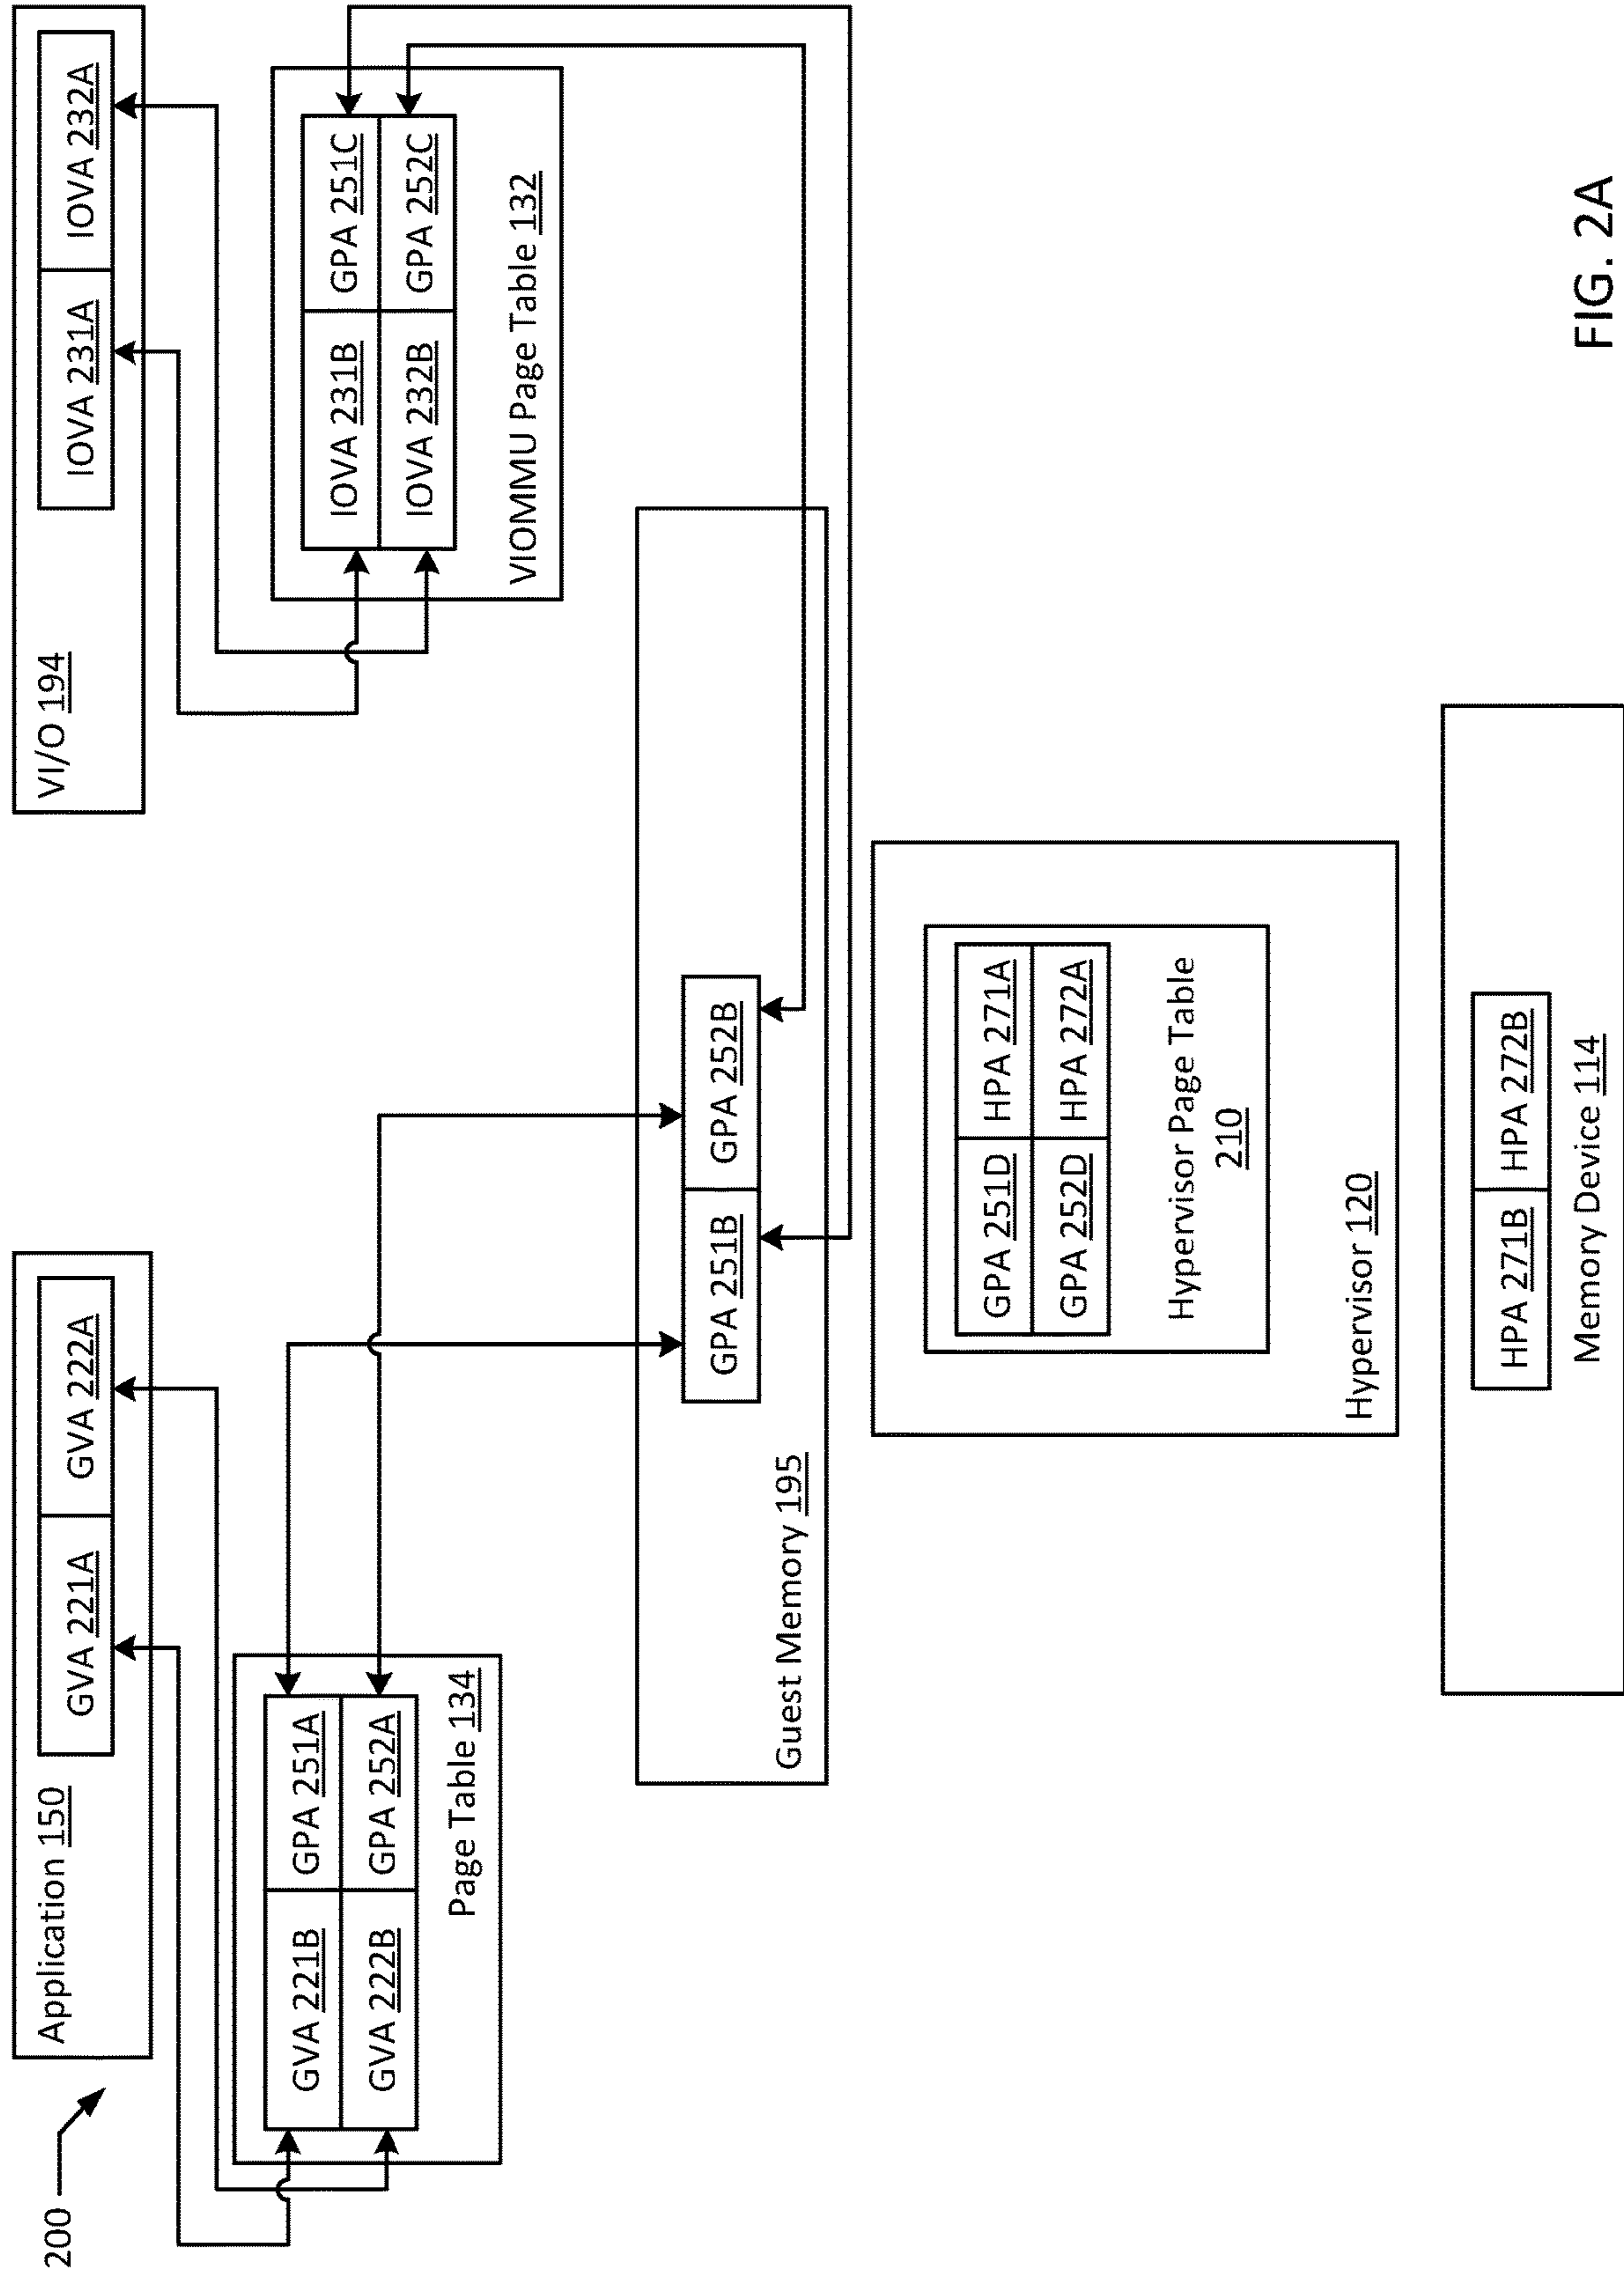 200
Application 150
GVA 221A
GVA 222A
VI/O 194
IOVA 231A
IOVA 232A
GVA 221B
GPA 251A
GVA 222B
GPA 252A
Page Table 134
IOVA 231B
GPA 251C
IOVA 232B
GPA 252C
VIOMMU Page Table 132
GPA 251B
GPA 252B
Guest Memory 195
GPA 251D
HPA 271A
GPA 252D
HPA 272A
Hypervisor Page Table
210
Hypervisor 120
HPA 271B
HPA 272B
Memory Device 114
FIG. 2A